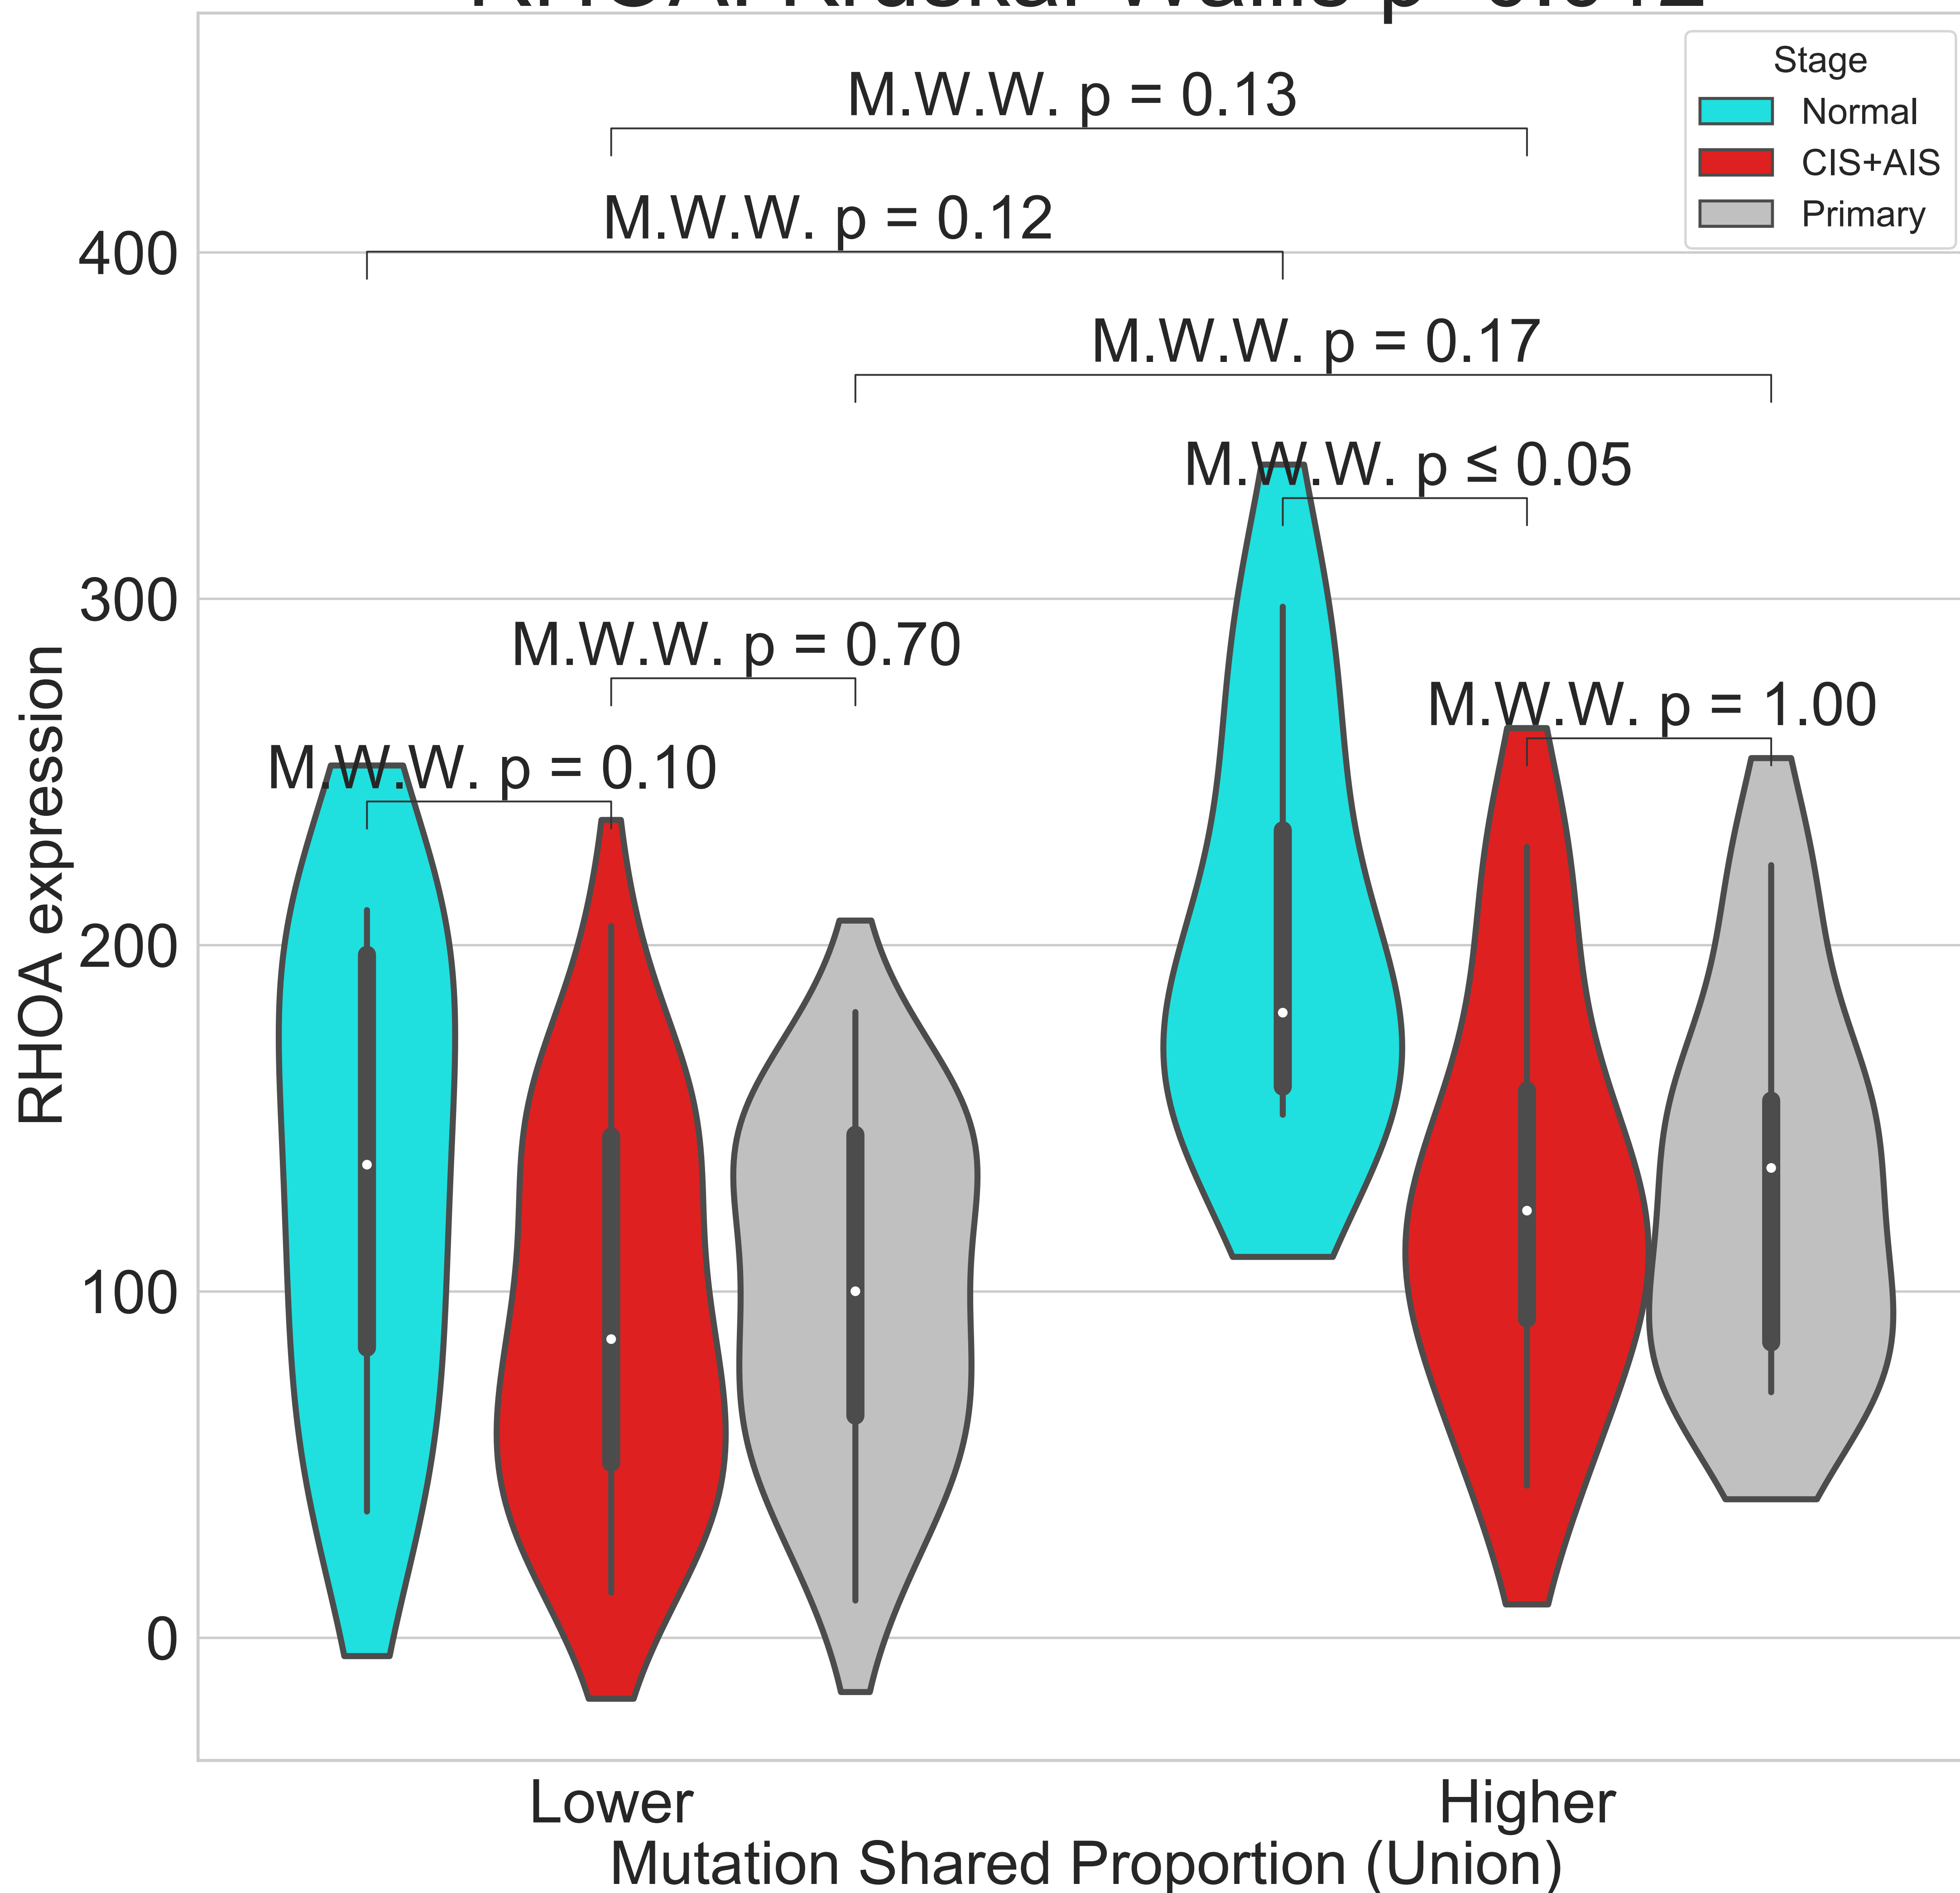 Stage
Normal
CIS+AIS
Primary
M.W.W. p = 0.13
M.W.W. p = 0.12
M.W.W. p = 0.17
M.W.W. p ≤ 0.05
M.W.W. p = 0.70
M.W.W. p = 1.00
M.W.W. p = 0.10
400
300
200
100
0
RHOA expression
Lower
Higher
Mutation Shared Proportion (Union)